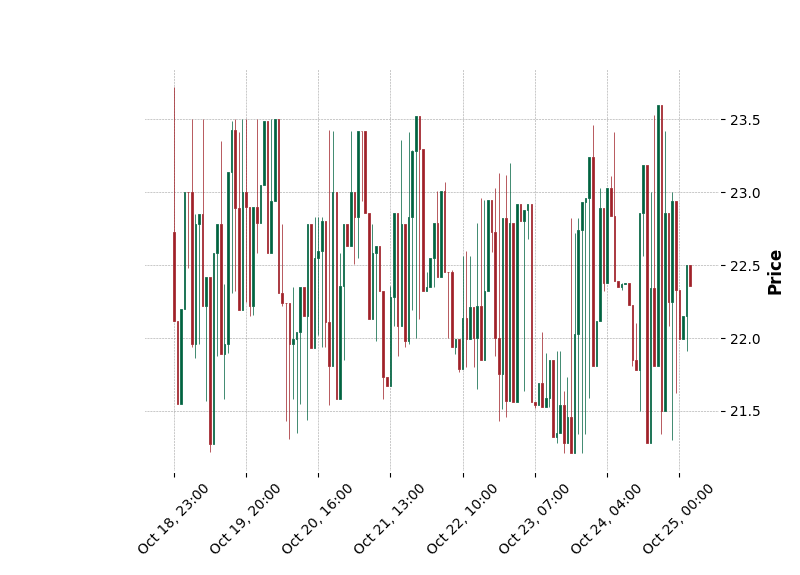 23.5
23.0
22.5
22.0
21.5
Price
Oct 18, 23:00
Oct 19, 20:00
Oct 20, 16:00
Oct 21, 13:00
Oct 22, 10:00
Oct 23, 07:00
Oct 24, 04:00
Oct 25, 00:00